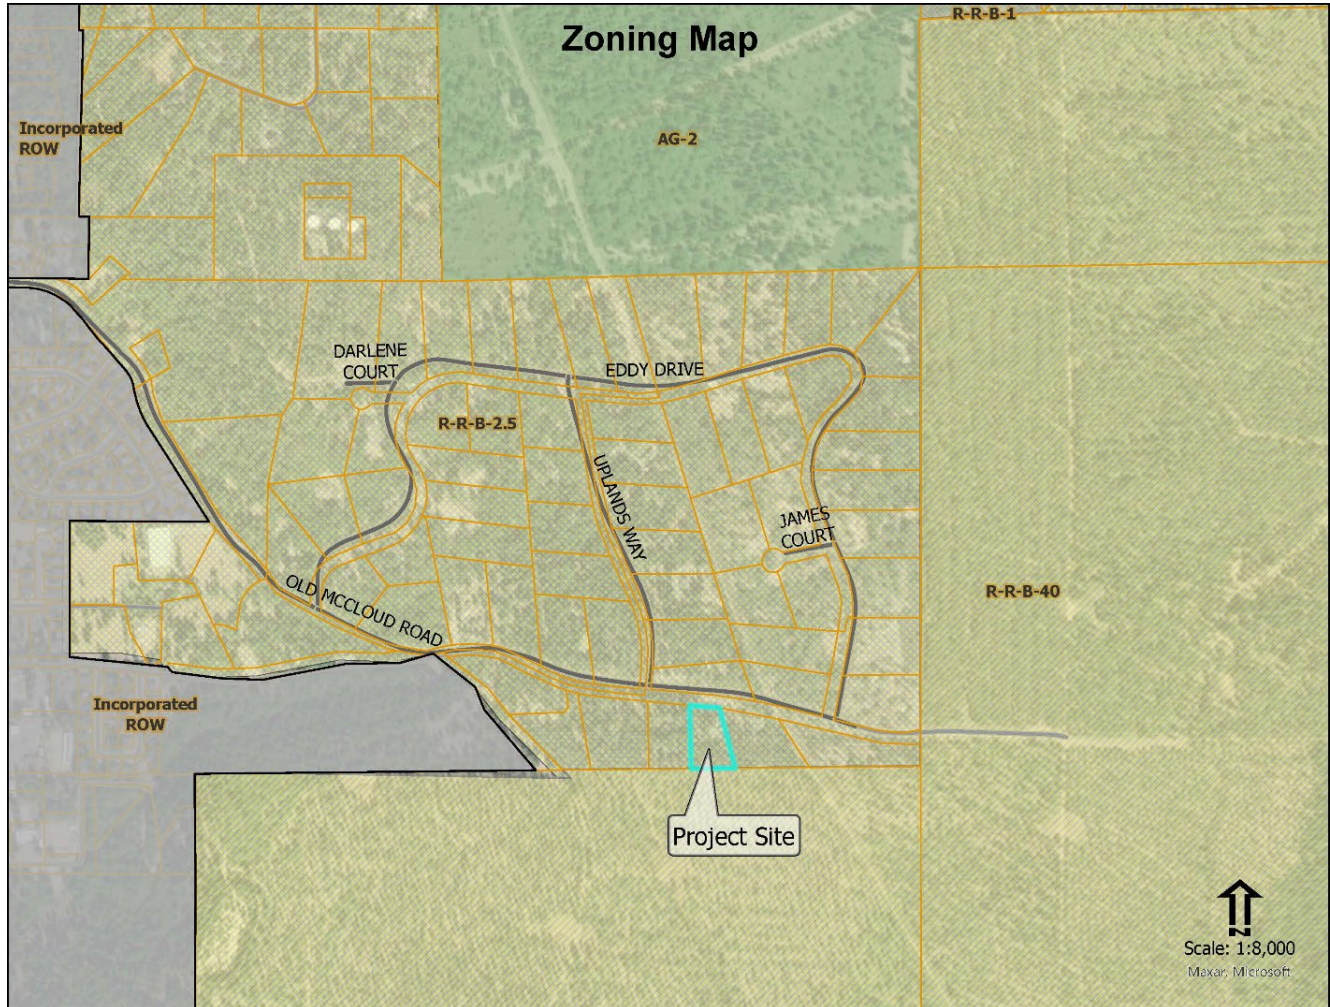 Zoning Map
R-R-B-1
Incorporated
ROW
AG-2
DARLENE
COURT
EDDY DRIVE
R-R-B-2.5
UPLANDS WAY
JAMES
COURT
OLD MCCLOUD ROAD
R-R-B-40
Incorporated
ROW
Project Site
N
Scale: 1:8,000
Maxar, Microsoft